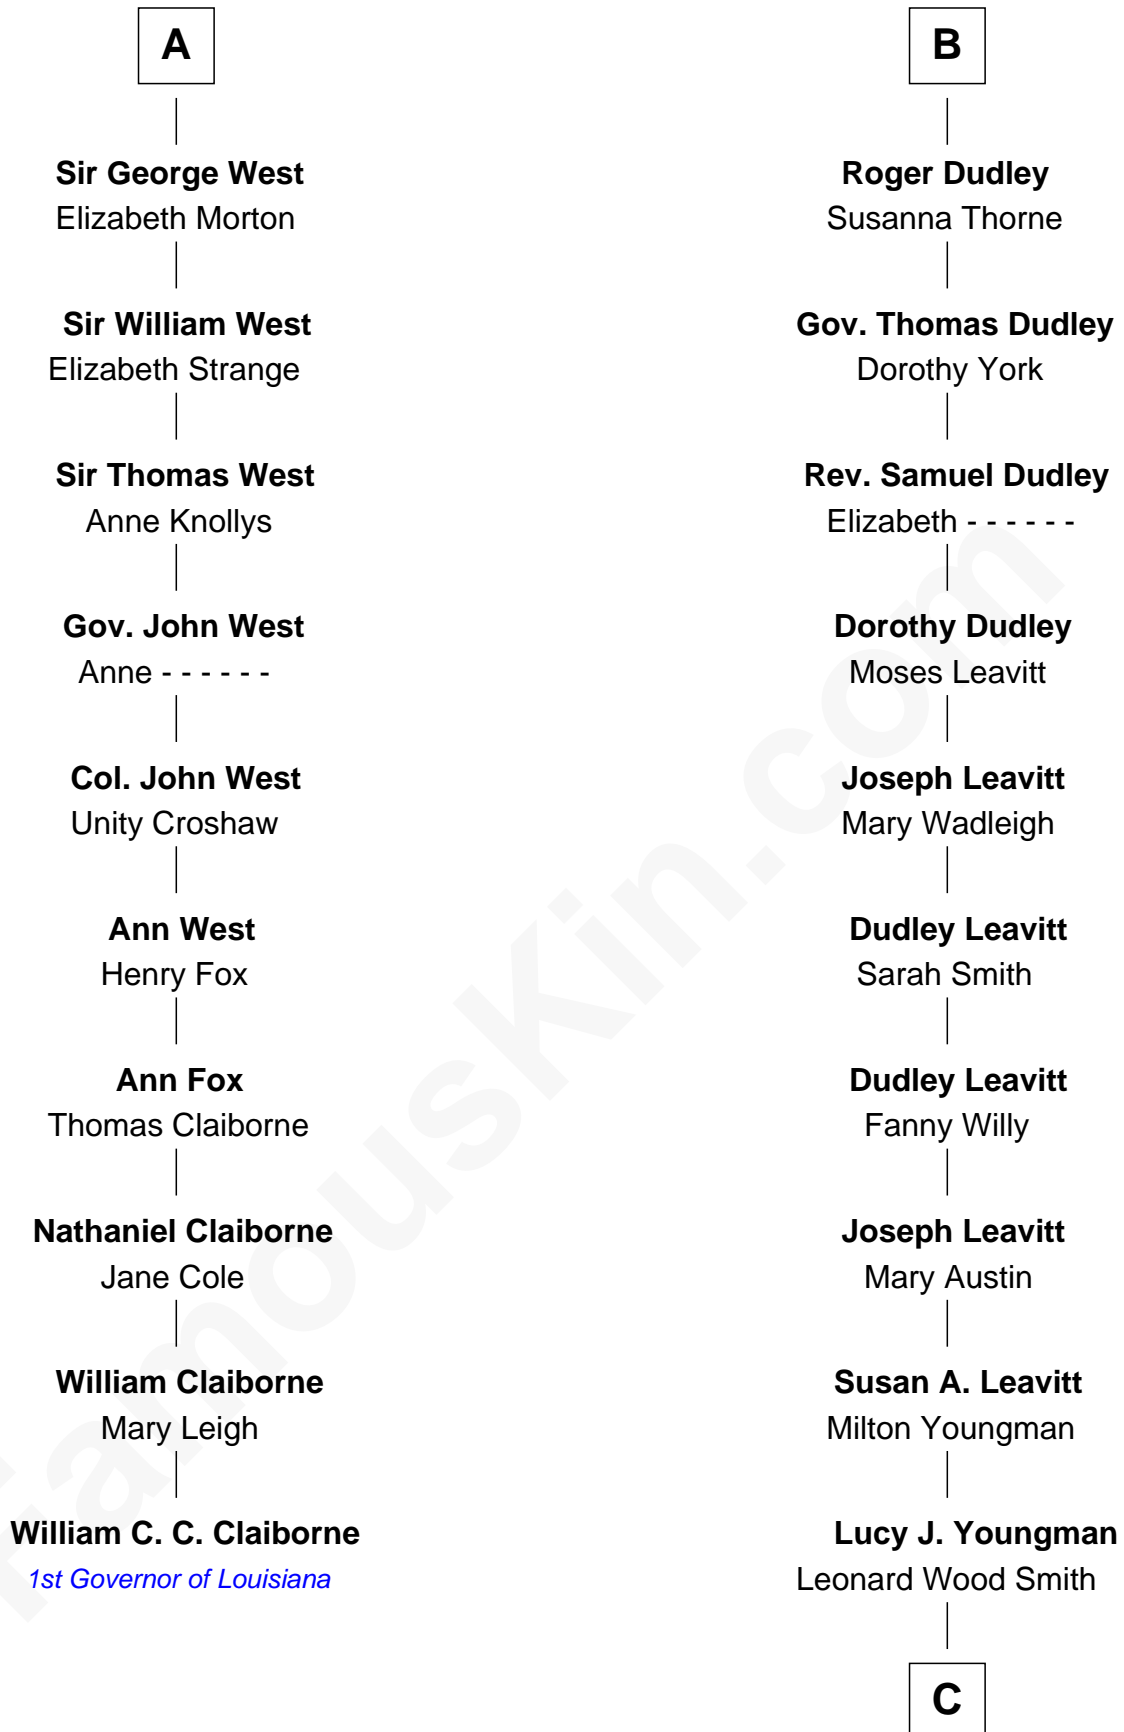 A
Sir George West
Elizabeth Morton
Sir William West
Elizabeth Strange
Sir Thomas West
Anne Knollys
Gov. John West
Anne - - - - - -
Col. John West
Unity Croshaw
Ann West
Henry Fox
Ann Fox
Thomas Claiborne
Nathaniel Claiborne
Jane Cole
William Claiborne
Mary Leigh
William C. C. Claiborne
1st Governor of Louisiana
B
Roger Dudley
Susanna Thorne
Gov. Thomas Dudley
Dorothy York
Rev. Samuel Dudley
Elizabeth - - - - - -
Dorothy Dudley
Moses Leavitt
Joseph Leavitt
Mary Wadleigh
Dudley Leavitt
Sarah Smith
Dudley Leavitt
Fanny Willy
Joseph Leavitt
Mary Austin
Susan A. Leavitt
Milton Youngman
Lucy J. Youngman
Leonard Wood Smith
C
FamousKin.com